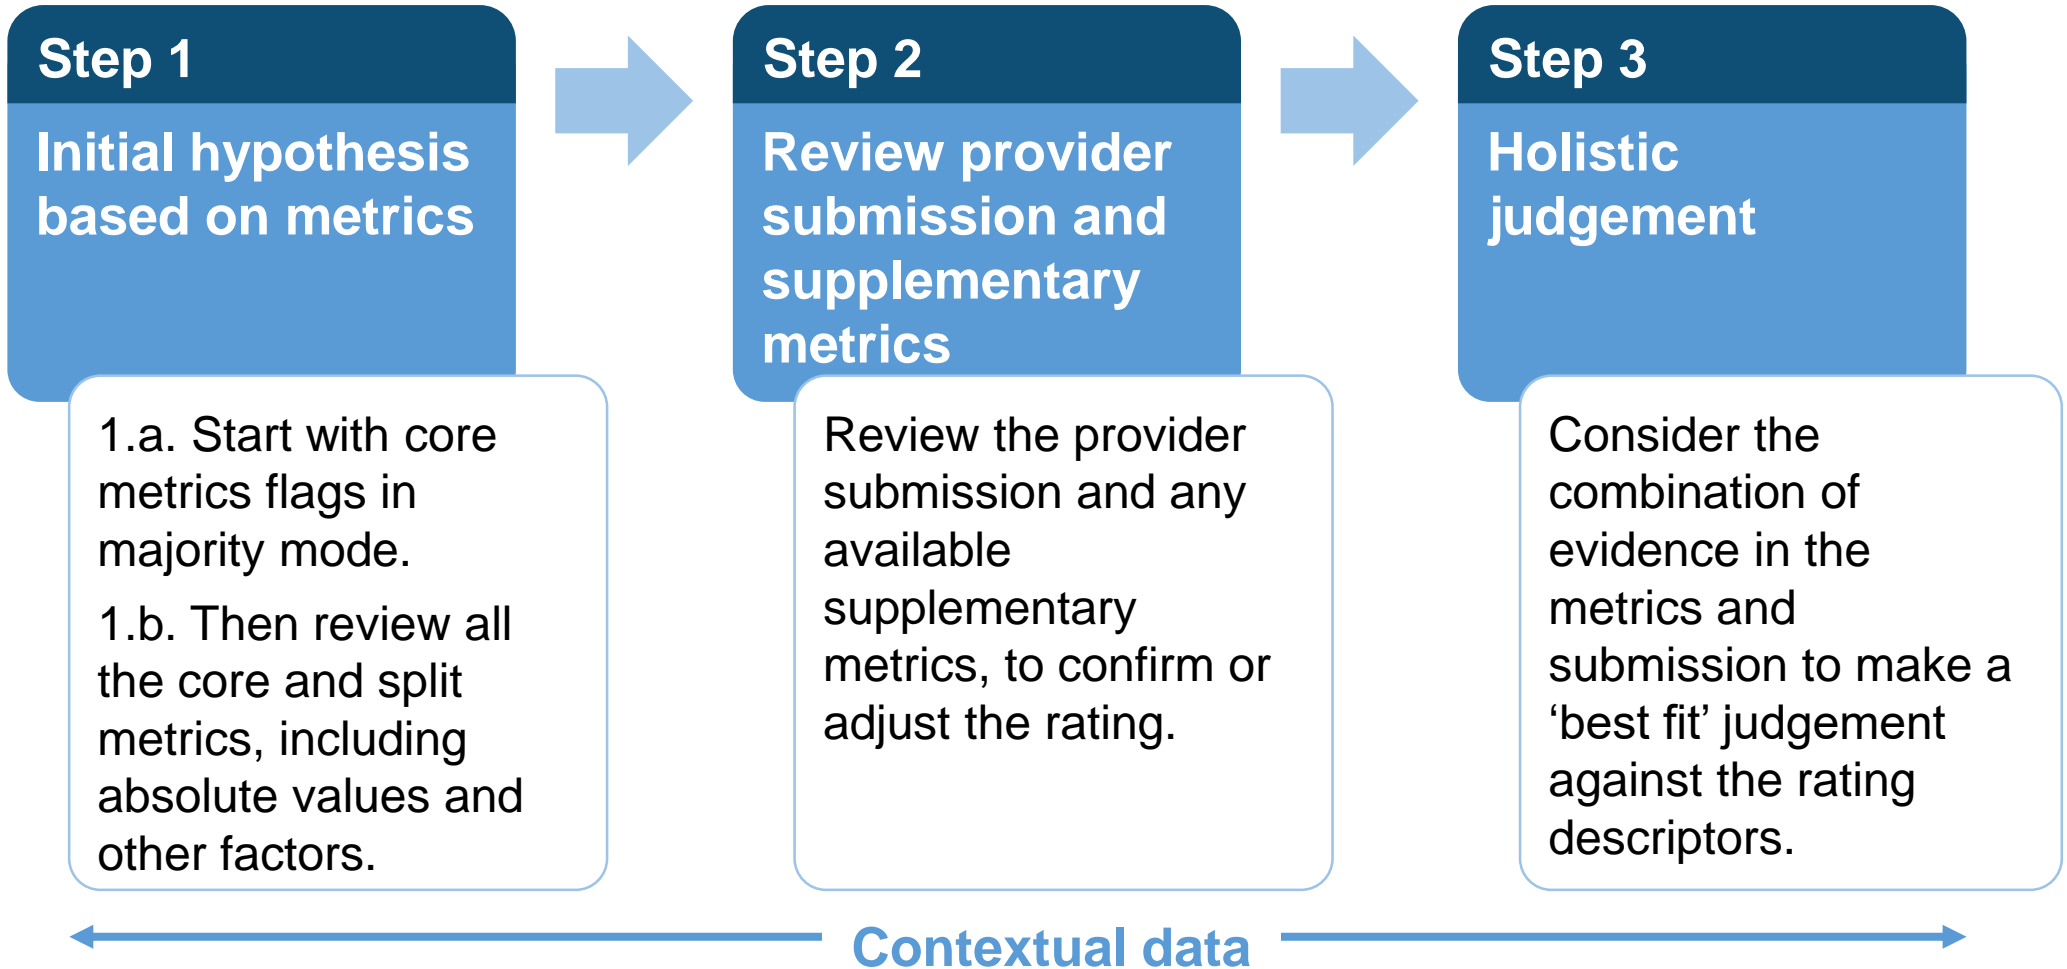 Step 1
Initial hypothesis
based on metrics
1.a. Start with core
metrics flags in
majority mode.
1.b. Then review all
the core and split
metrics, including
absolute values and
other factors.
Step 2
Review provider
submission and
supplementary
metrics
Review the provider
submission and any
available
supplementary
metrics, to confirm or
adjust the rating.
Step 3
Holistic
judgement
Consider the
combination of
evidence in the
metrics and
submission to make a
‘best fit’ judgement
against the rating
descriptors.
Contextual data